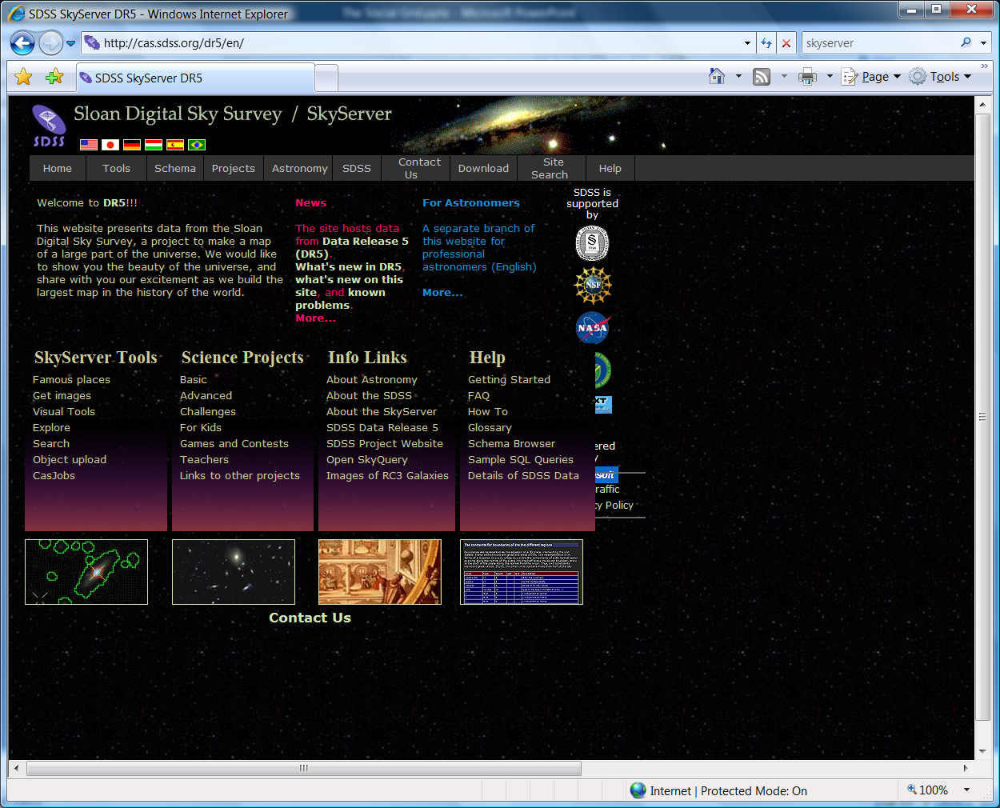 SDSS SkyServer DR5 - Windows Internet Explorer
http://cas.sdss.org/dr5/en/
skyserver
SDSS SkyServer DR5
Page
Tools
SDSS
Sloan Digital Sky Survey / SkyServer
Home
Tools
Schema
Projects
Astronomy
SDSS
Contact
Us
Download
Site
Search
Help
Welcome to DR5!!!
This website presents data from the Sloan
Digital Sky Survey, a project to make a map
of a large part of the universe. We would like
to show you the beauty of the universe, and
share with you our excitement as we build the
largest map in the history of the world.
News
The site hosts data
from Data Release 5
(DR5).
What's new in DR5,
what's new on this
site, and known
problems.
More...
For Astronomers
A separate branch of
this website for
professional
astronomers (English)
More...
SDSS is
supported
by
NSF
NASA
SkyServer Tools
Famous places
Get images
Visual Tools
Explore
Search
Object upload
CasJobs
Science Projects
Basic
Advanced
Challenges
For Kids
Games and Contests
Teachers
Links to other projects
Info Links
About Astronomy
About the SDSS
About the SkyServer
SDSS Data Release 5
SDSS Project Website
Open SkyQuery
Images of RC3 Galaxies
Help
Getting Started
FAQ
How To
Glossary
Schema Browser
Sample SQL Queries
Details of SDSS Data
XT
ered
y
soft
raffic
cy Policy
The contraints for boundaries of the the different regions
Contact Us
Internet | Protected Mode: On
100%